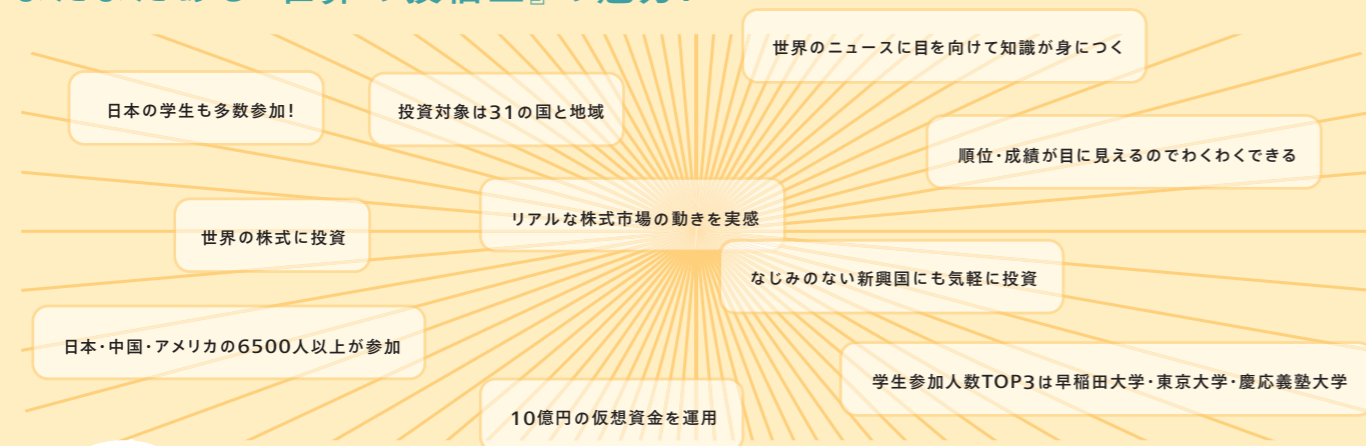 世界のニュースに目を向けて知識が身につく
日本の学生も多数参加!
投資対象は31の国と地域
順位・成績が目に見えるのでわくわくできる
リアルな株式市場の動きを実感
世界の株式に投資
なじみのない新興国にも気軽に投資
日本・中国・アメリカの6500人以上が参加
学生参加人数TOP3は早稲田大学・東京大学・慶応義塾大学
10億円の仮想資金を運用